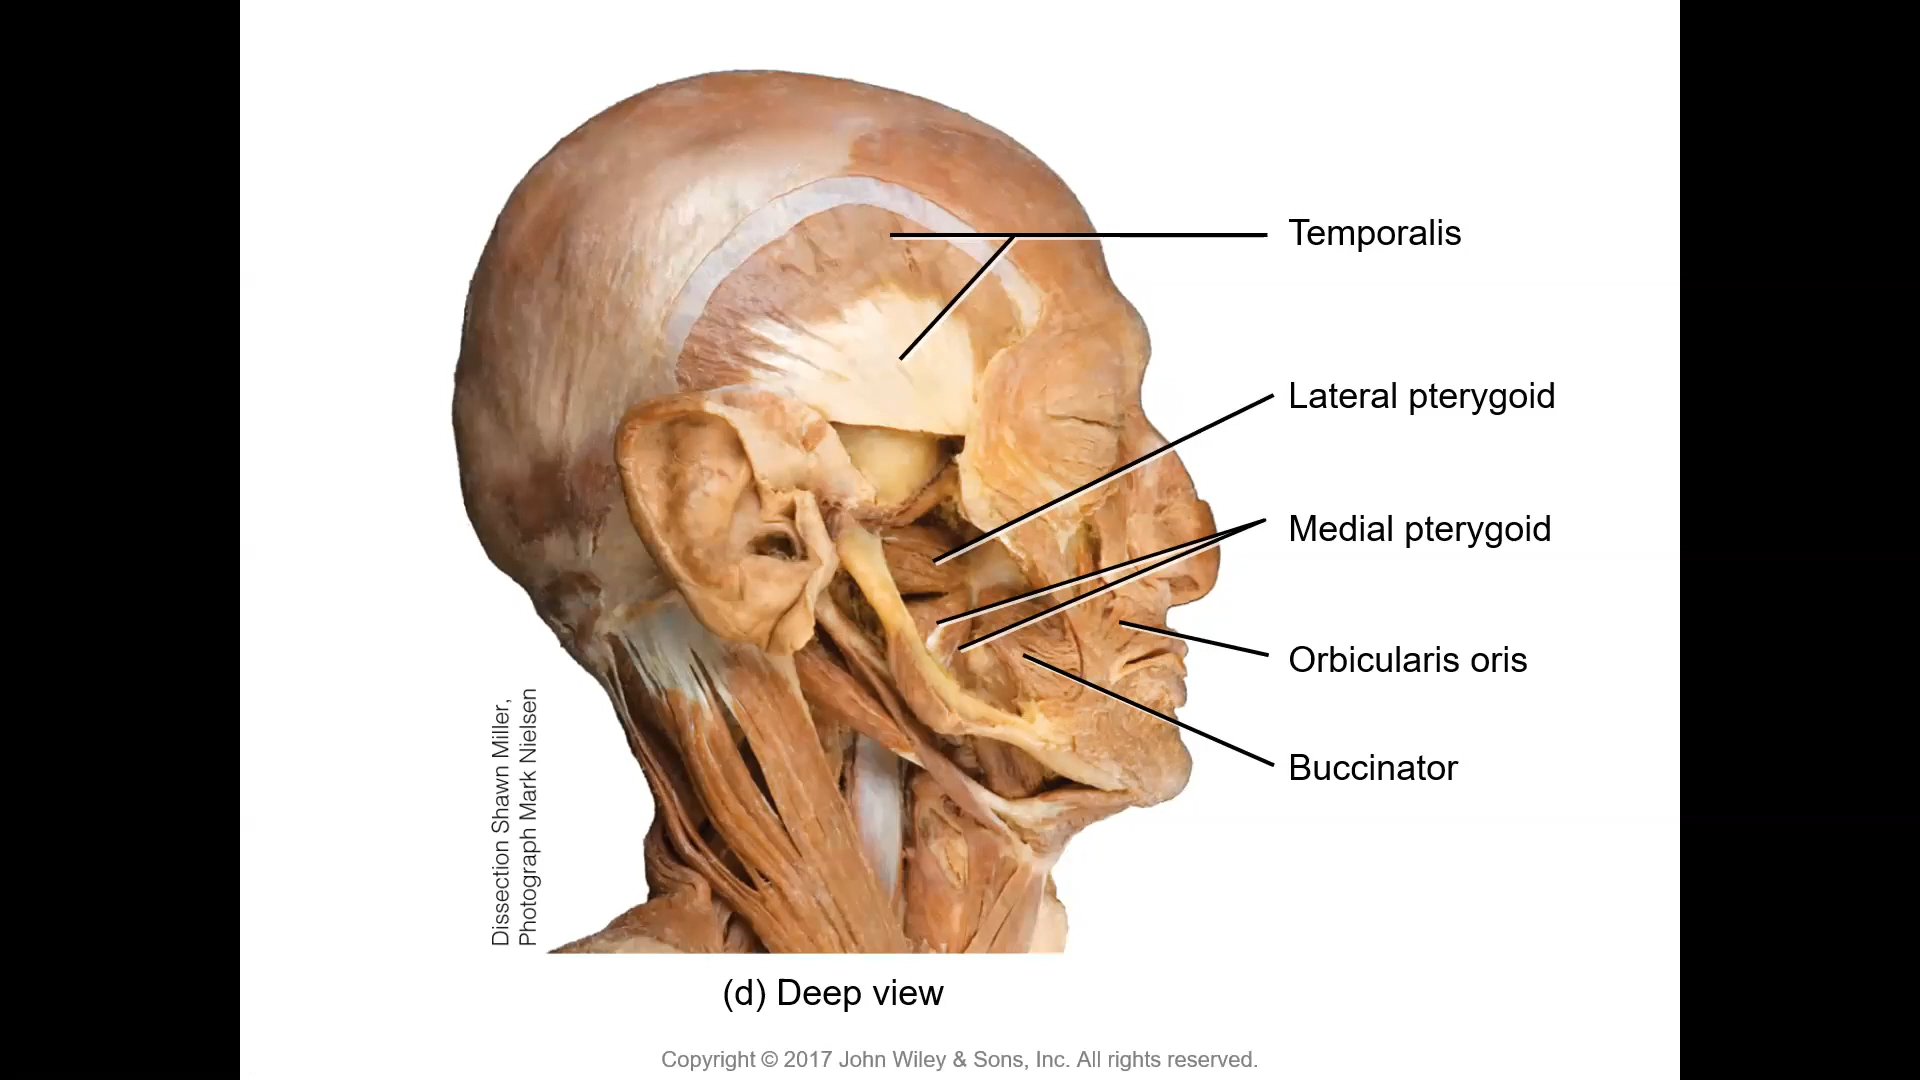 Temporalis
Lateral pterygoid
Medial pterygoid
Orbicularis oris
Buccinator
Dissection Shawn Miller,
Photograph Mark Nielsen
(d) Deep view
Copyright © 2017 John Wiley & Sons, Inc. All rights reserved.